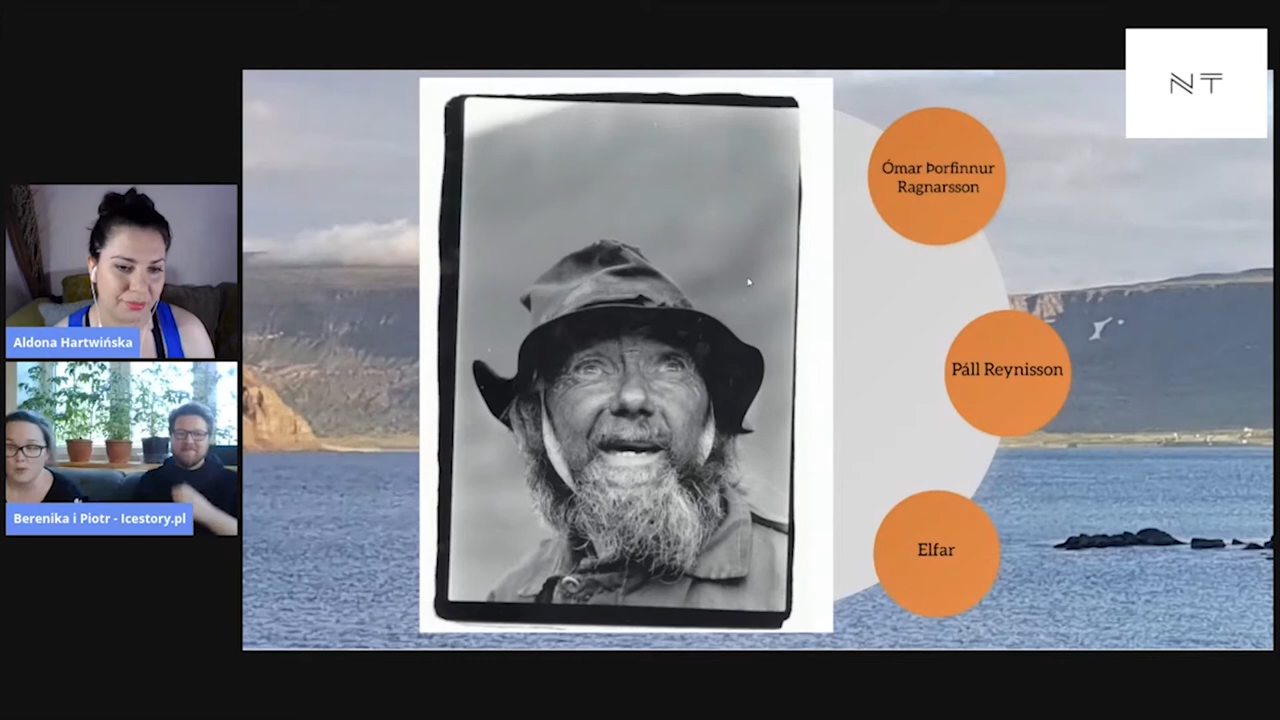 NT
Ómar Þorfinnur
Ragnarsson
Aldona Hartwińska
Páll Reynisson
Berenika i Piotr - Icestory.pl
Elfar